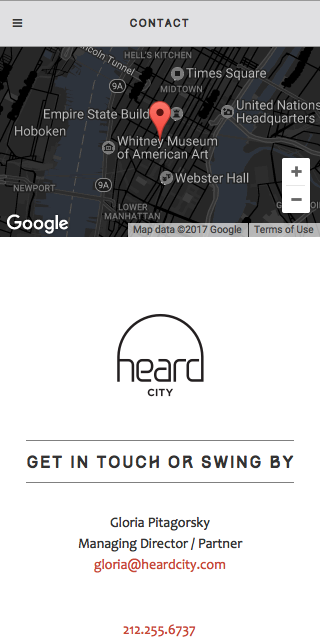 CONTACT
HELL'S KITCHEN
Lincoln Tunnel
Times Square
9A
MIDTOWN
Empire State Build
United Nations
Headquarters
Hoboken
Whitney Museum
of American Art
NEWPORT
9A
Webster Hall
LOWER
MANHATTAN
Google
Map data ©2017 Google
Terms of Use
heard
CITY
GET IN TOUCH OR SWING BY
Gloria Pitagorsky
Managing Director / Partner
gloria@heardcity.com
212.255.6737